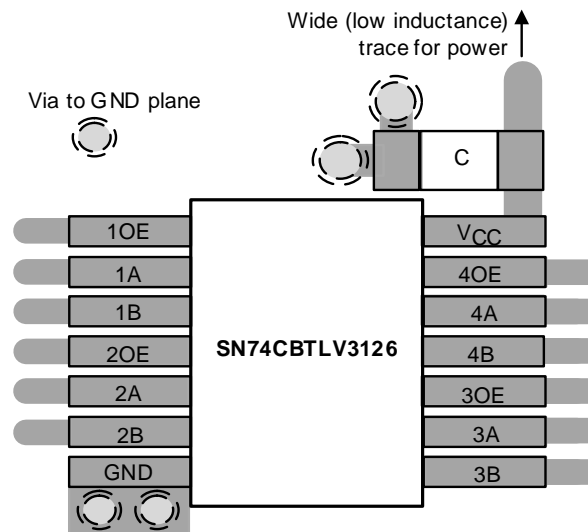 Wide (low inductance)
trace for power
Via to GND plane
C
1OE
1A
1B
2OE
2A
2B
GND
SN74CBTLV3126
VCC
4OE
4A
4B
3OE
3A
3B